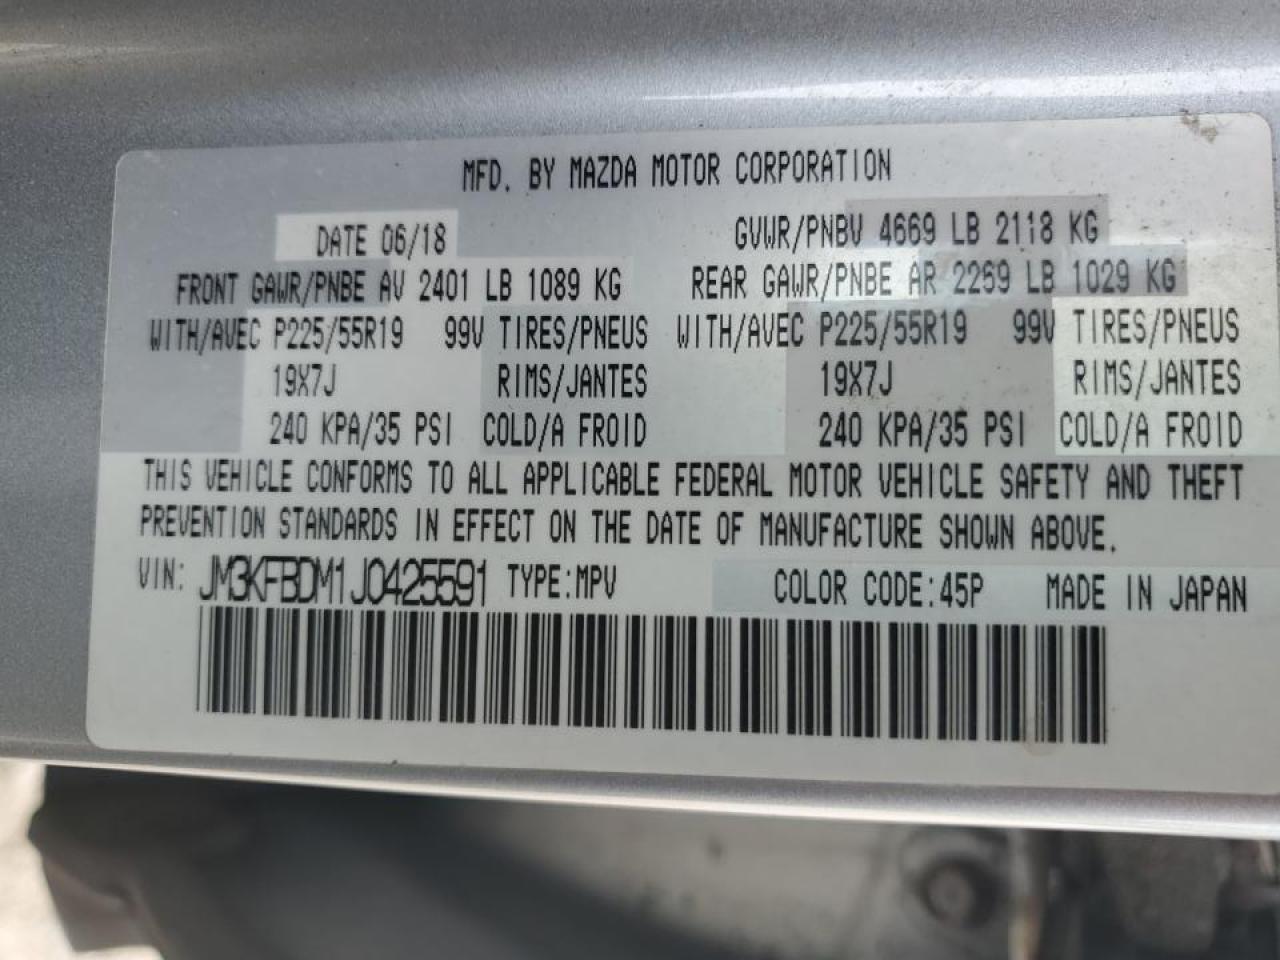 MFD. BY MAZDA MOTOR CORPORATION
DATE 06/18 GVWR/PNBV 4669 LB 2118 KG
FRONT GAWR/PNBE AV 2401 LB 1089 KG REAR GAWR/PNBE AR 2269 LB 1029 KG
WITH/AVEC P225/55R19 99V TIRES/PNEUS WITH/AVEC P225/55R19 99V TIRES/PNEUS
19X7J RIMS/JANTES 19X7J RIMS/JANTES
240 KPA/35 PSI COLD/A FROID 240 KPA/35 PSI COLD/A FROID
THIS VEHICLE CONFORMS TO ALL APPLICABLE FEDERAL MOTOR VEHICLE SAFETY AND THEFT
PREVENTION STANDARDS IN EFFECT ON THE DATE OF MANUFACTURE SHOWN ABOVE.
VIN: JM3KFBDM1J0425591 TYPE:MPV COLOR CODE:45P MADE IN JAPAN